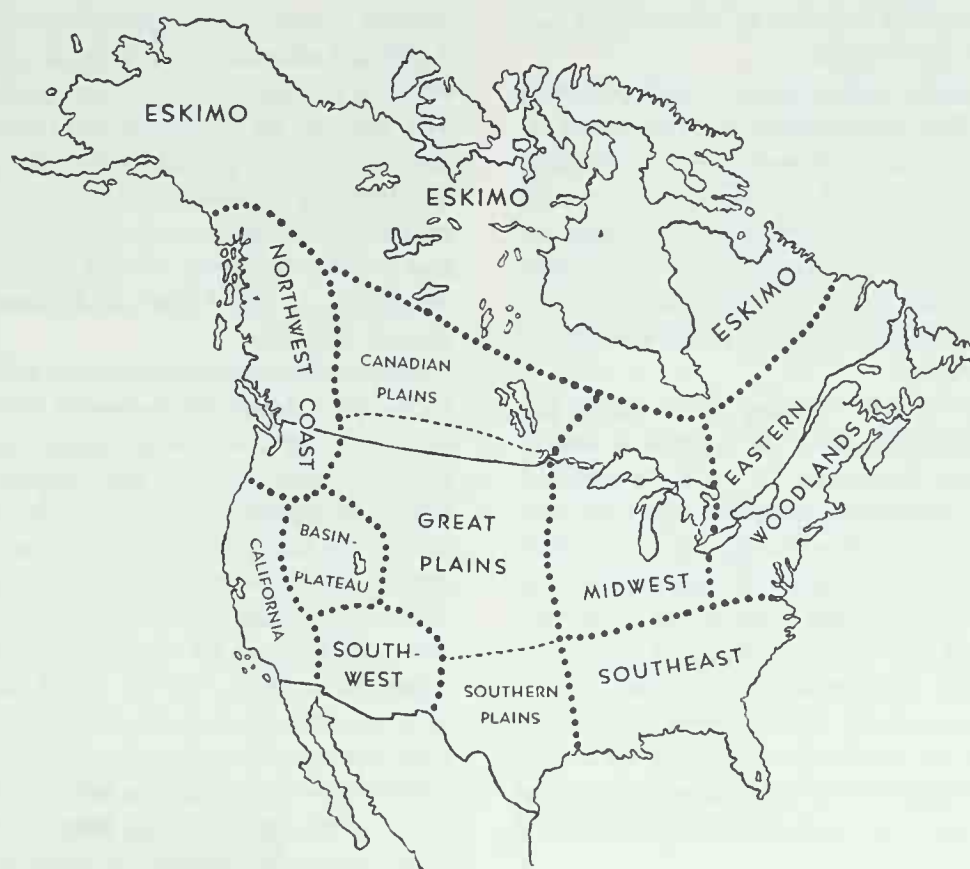 ESKIMO
ESKIMO
ESKIMO
NORTHWEST
COAST
CANADIAN
PLAINS
EASTERN
WOODLANDS
GREAT
PLAINS
BASIN-
PLATEAU
CALIFORNIA
MIDWEST
SOUTH-
WEST
SOUTHEAST
SOUTHERN
PLAINS